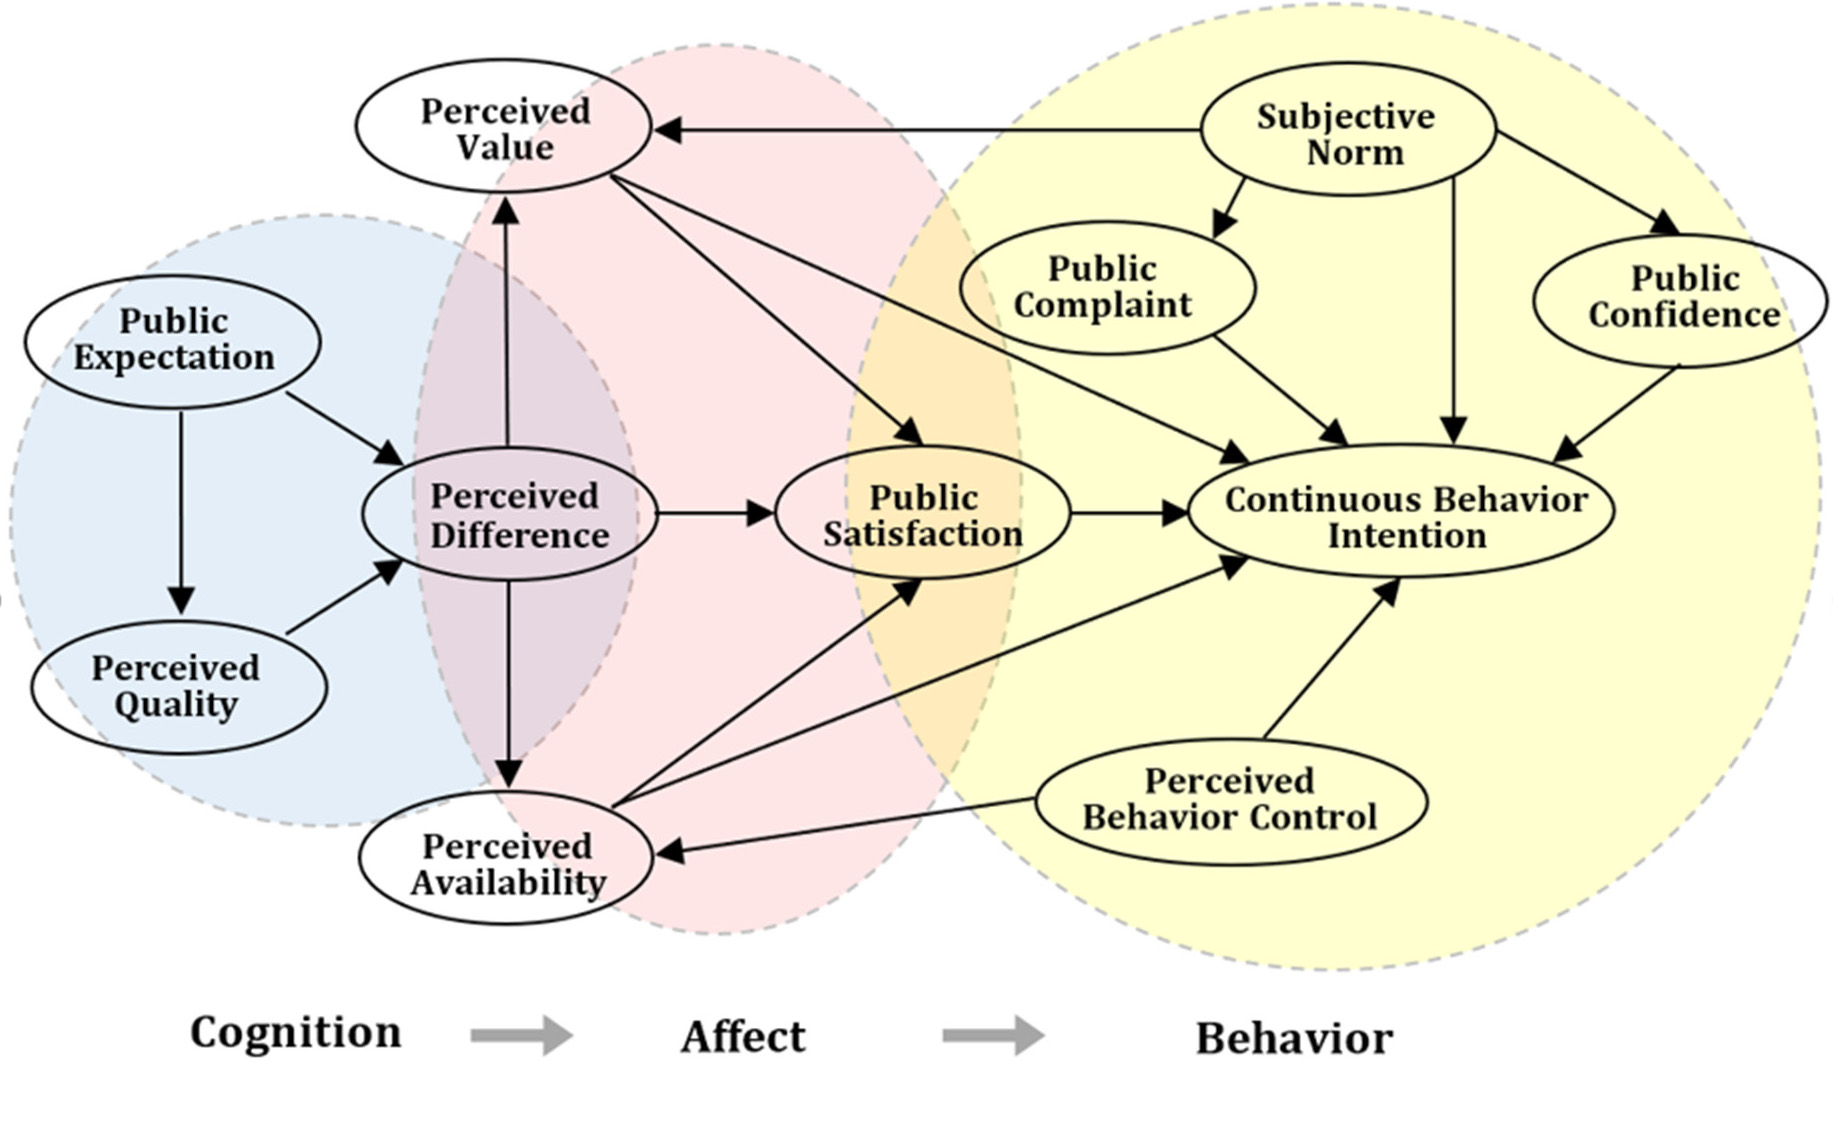 Perceived
Value
Subjective
Norm
Public
Complaint
Public
Confidence
Public
Expectation
Perceived
Difference
Public
Satisfaction
Continuous Behavior
Intention
Perceived
Quality
Perceived
Behavior Control
Perceived
Availability
Cognition
Affect
Behavior